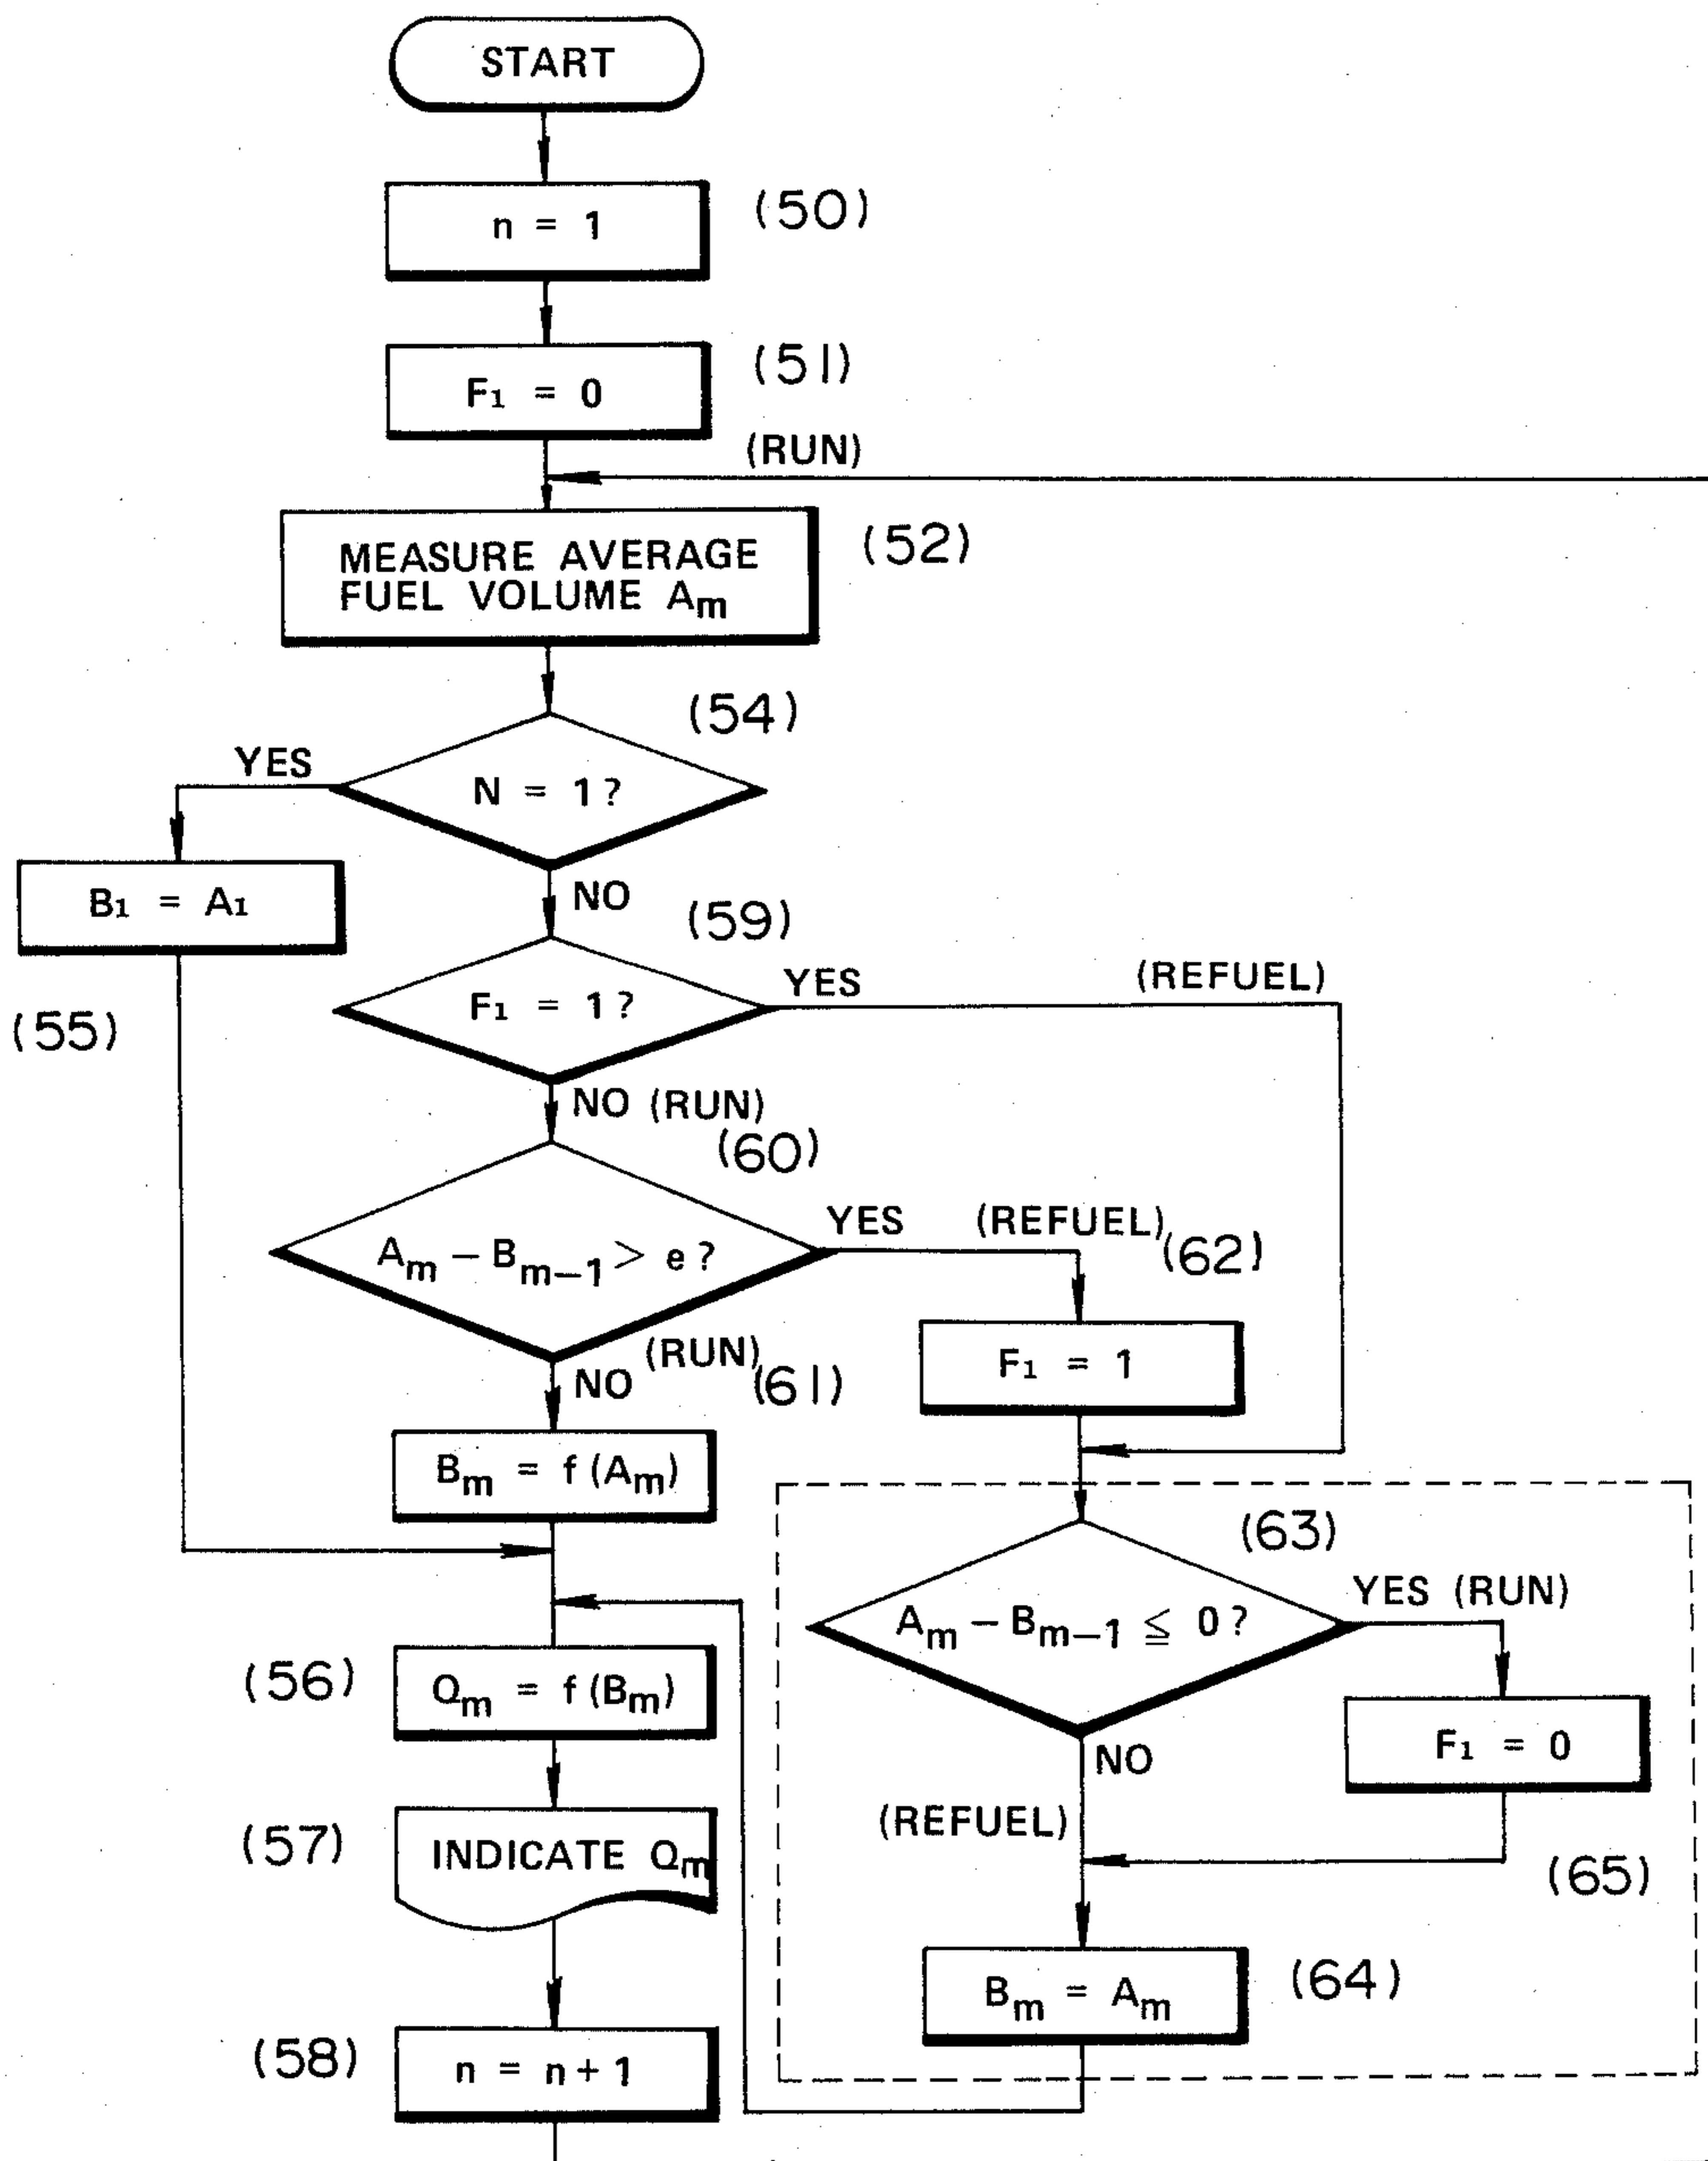 START
n = 1
(50)
F₁ = 0
(51)
(RUN)
MEASURE AVERAGE
FUEL VOLUME Aₘ
(52)
(54)
YES
N = 1?
B₁ = A₁
NO
(59)
(55)
F₁ = 1?
YES
(REFUEL)
NO (RUN)
(60)
Aₘ − Bₘ₋₁ > e?
YES
(REFUEL)
(62)
F₁ = 1
(RUN)
NO
(61)
Bₘ = f(Aₘ)
(63)
Aₘ − Bₘ₋₁ ≦ 0?
YES (RUN)
F₁ = 0
NO
(REFUEL)
(65)
(56)
Qₘ = f(Bₘ)
(57)
INDICATE Qₘ
Bₘ = Aₘ
(64)
(58)
n = n+1